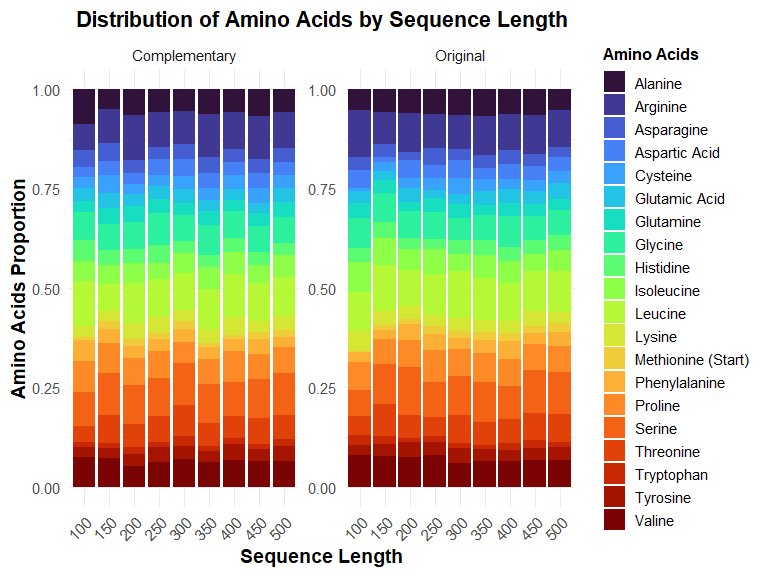 Distribution of Amino Acids by Sequence Length
Complementary
Original
Amino Acids Proportion
1.00
0.75
0.50
0.25
0.00
1.00
0.75
0.50
0.25
0.00
100 150 200 250 300 350 400 450 500
100 150 200 250 300 350 400 450 500
Sequence Length
Amino Acids
Alanine
Arginine
Asparagine
Aspartic Acid
Cysteine
Glutamic Acid
Glutamine
Glycine
Histidine
Isoleucine
Leucine
Lysine
Methionine (Start)
Phenylalanine
Proline
Serine
Threonine
Tryptophan
Tyrosine
Valine